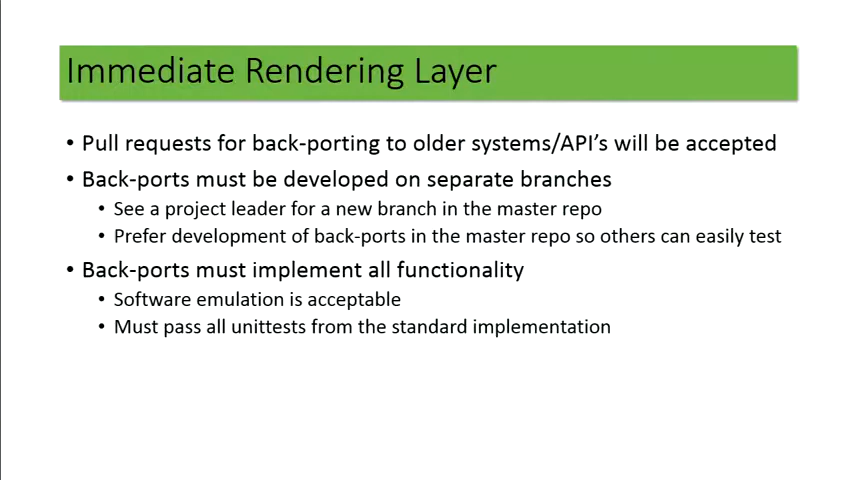 Immediate Rendering Layer
• Pull requests for back-porting to older systems/API's will be accepted
• Back-ports must be developed on separate branches
• See a project leader for a new branch in the master repo
• Prefer development of back-ports in the master repo so others can easily test
• Back-ports must implement all functionality
• Software emulation is acceptable
• Must pass all unittests from the standard implementation